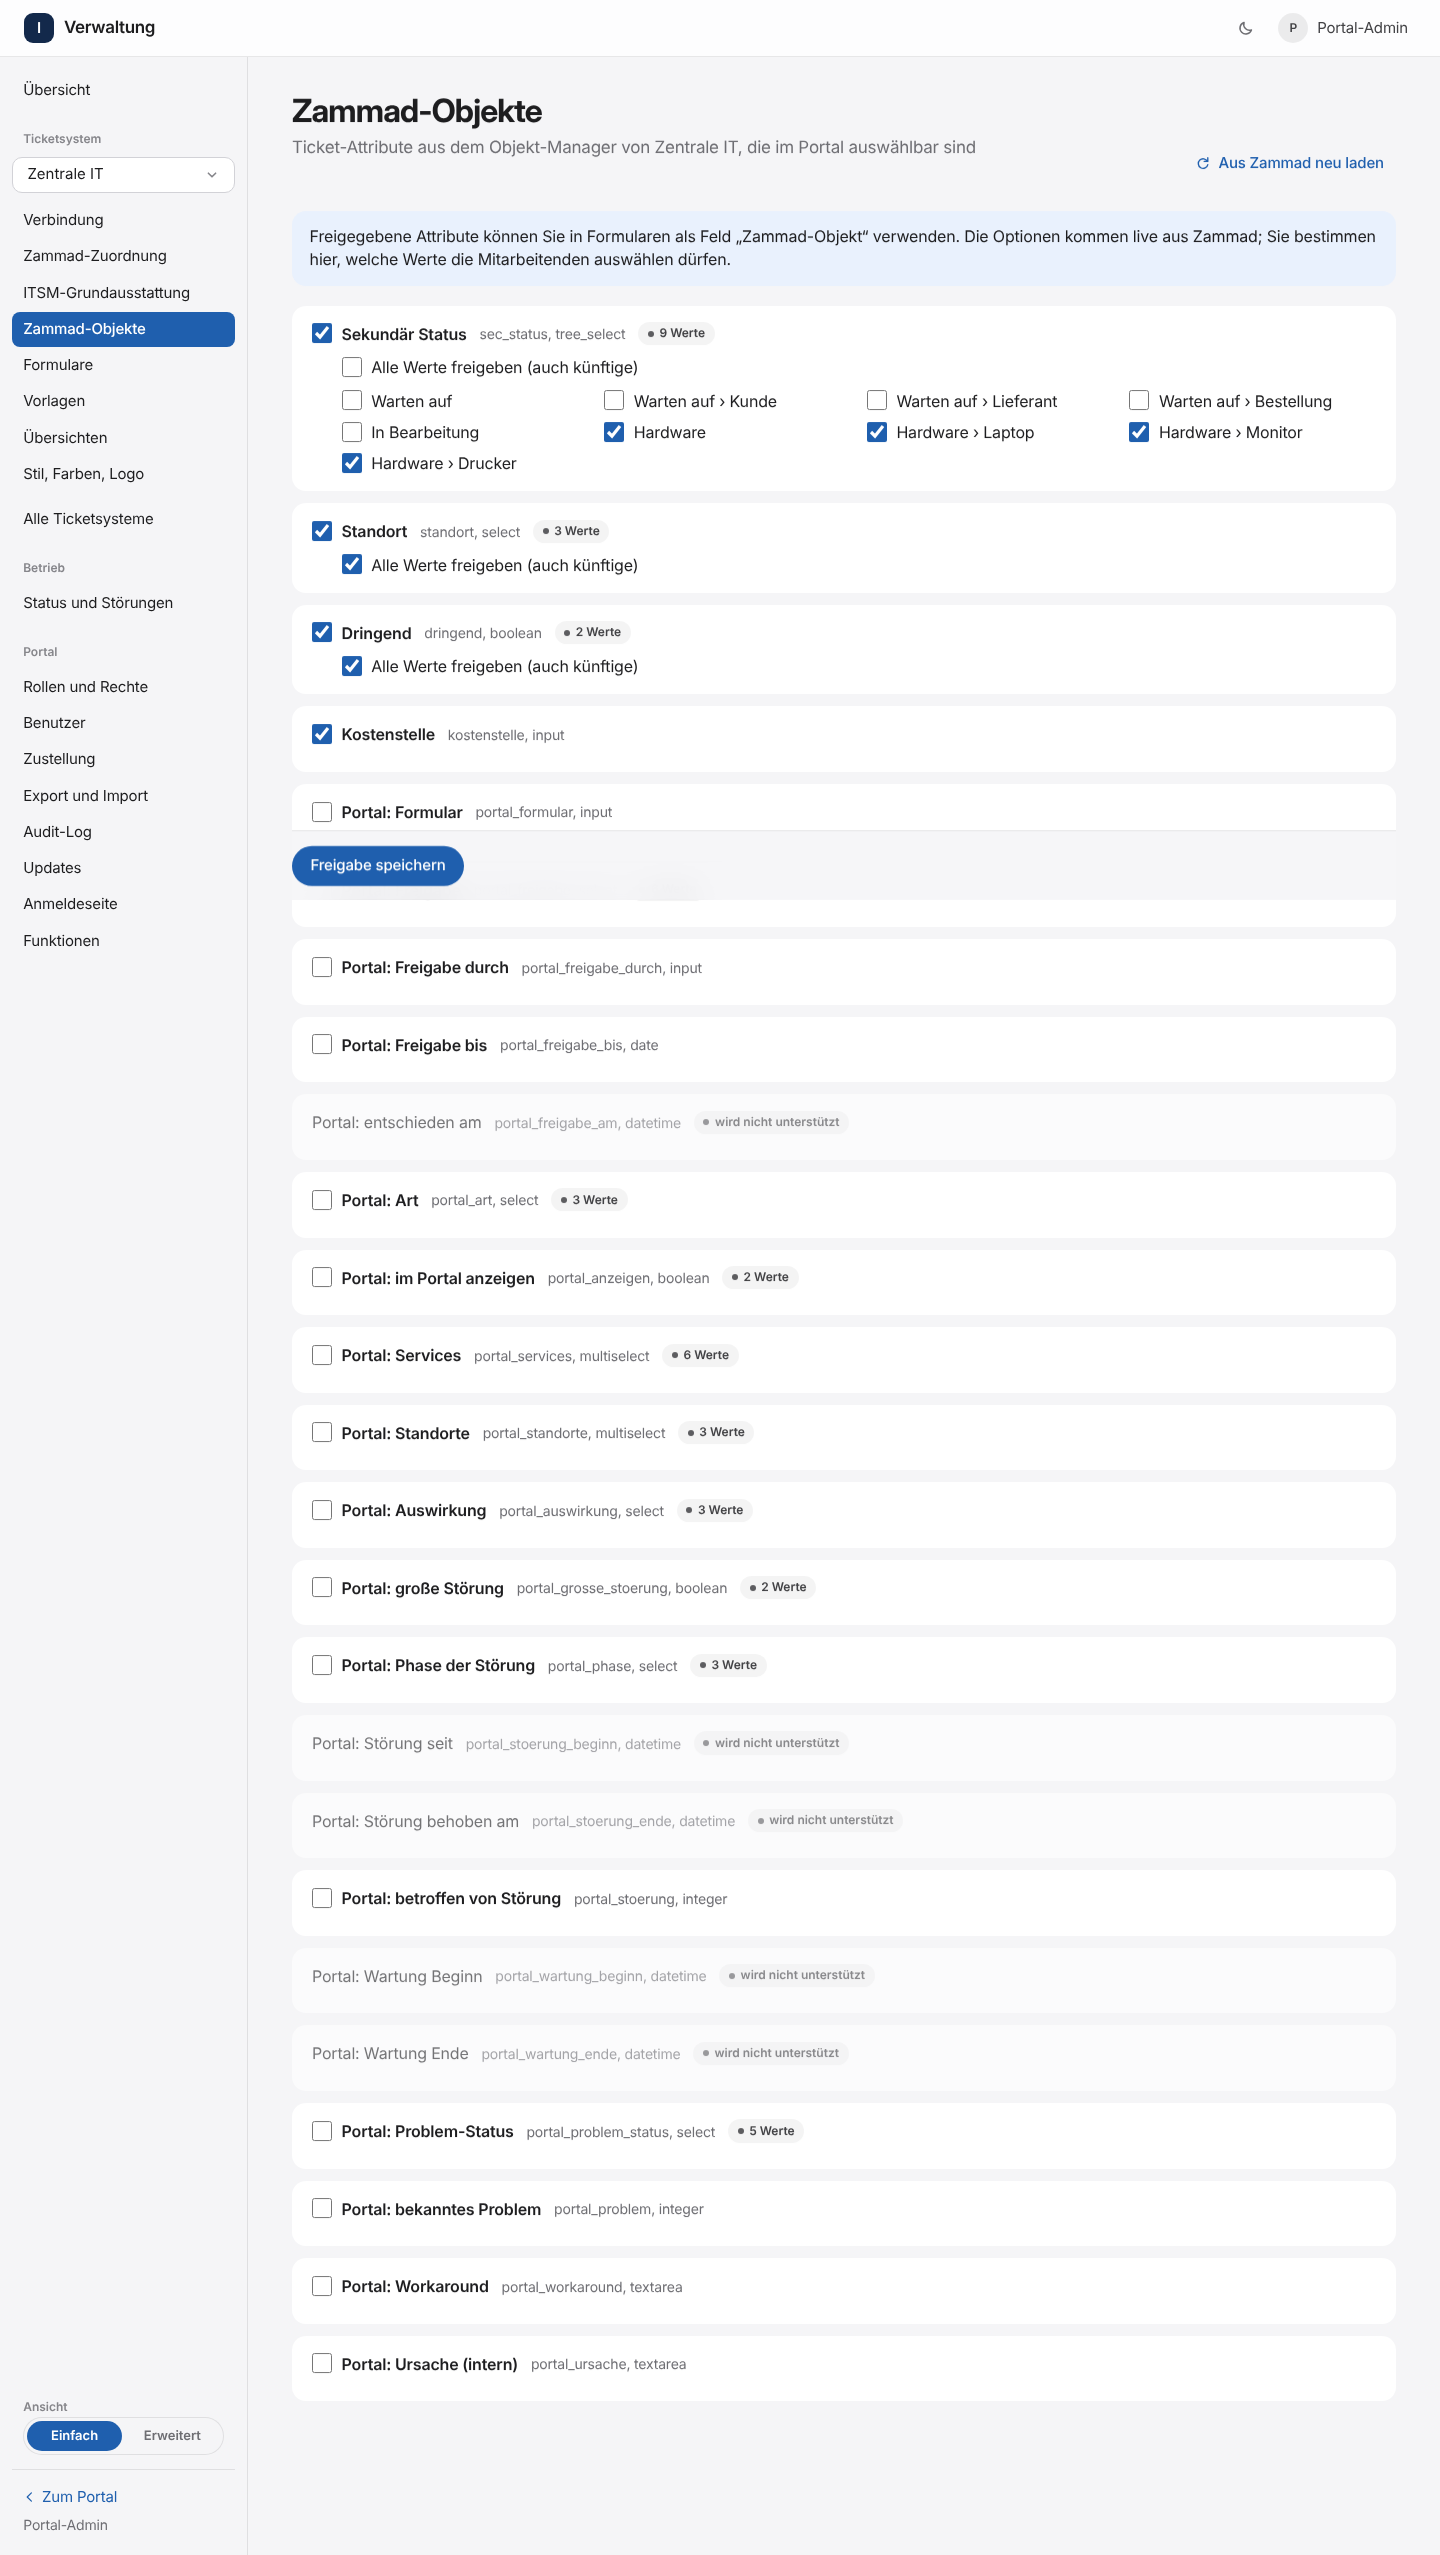 I
Verwaltung
P
Portal-Admin
Übersicht
Ticketsystem
Zentrale IT
Verbindung
Zammad-Zuordnung
ITSM-Grundausstattung
Zammad-Objekte
Formulare
Vorlagen
Übersichten
Stil, Farben, Logo
Alle Ticketsysteme
Betrieb
Status und Störungen
Portal
Rollen und Rechte
Benutzer
Zustellung
Export und Import
Audit-Log
Updates
Anmeldeseite
Funktionen
Ansicht
Einfach
Erweitert
Zum Portal
Portal-Admin
Zammad-Objekte
Ticket-Attribute aus dem Objekt-Manager von Zentrale IT, die im Portal auswählbar sind
Aus Zammad neu laden
Freigegebene Attribute können Sie in Formularen als Feld „Zammad-Objekt“ verwenden. Die Optionen kommen live aus Zammad; Sie bestimmen
hier, welche Werte die Mitarbeitenden auswählen dürfen.
Sekundär Status sec_status, tree_select 9 Werte
Alle Werte freigeben (auch künftige)
Warten auf Warten auf › Kunde Warten auf › Lieferant Warten auf › Bestellung
In Bearbeitung Hardware Hardware › Laptop Hardware › Monitor
Hardware › Drucker
Standort standort, select 3 Werte
Alle Werte freigeben (auch künftige)
Dringend dringend, boolean 2 Werte
Alle Werte freigeben (auch künftige)
Kostenstelle kostenstelle, input
Portal: Formular portal_formular, input
Freigabe speichern
Portal: Freigabe durch portal_freigabe_durch, input
Portal: Freigabe bis portal_freigabe_bis, date
Portal: entschieden am portal_freigabe_am, datetime wird nicht unterstützt
Portal: Art portal_art, select 3 Werte
Portal: im Portal anzeigen portal_anzeigen, boolean 2 Werte
Portal: Services portal_services, multiselect 6 Werte
Portal: Standorte portal_standorte, multiselect 3 Werte
Portal: Auswirkung portal_auswirkung, select 3 Werte
Portal: große Störung portal_grosse_stoerung, boolean 2 Werte
Portal: Phase der Störung portal_phase, select 3 Werte
Portal: Störung seit portal_stoerung_beginn, datetime wird nicht unterstützt
Portal: Störung behoben am portal_stoerung_ende, datetime wird nicht unterstützt
Portal: betroffen von Störung portal_stoerung, integer
Portal: Wartung Beginn portal_wartung_beginn, datetime wird nicht unterstützt
Portal: Wartung Ende portal_wartung_ende, datetime wird nicht unterstützt
Portal: Problem-Status portal_problem_status, select 5 Werte
Portal: bekanntes Problem portal_problem, integer
Portal: Workaround portal_workaround, textarea
Portal: Ursache (intern) portal_ursache, textarea